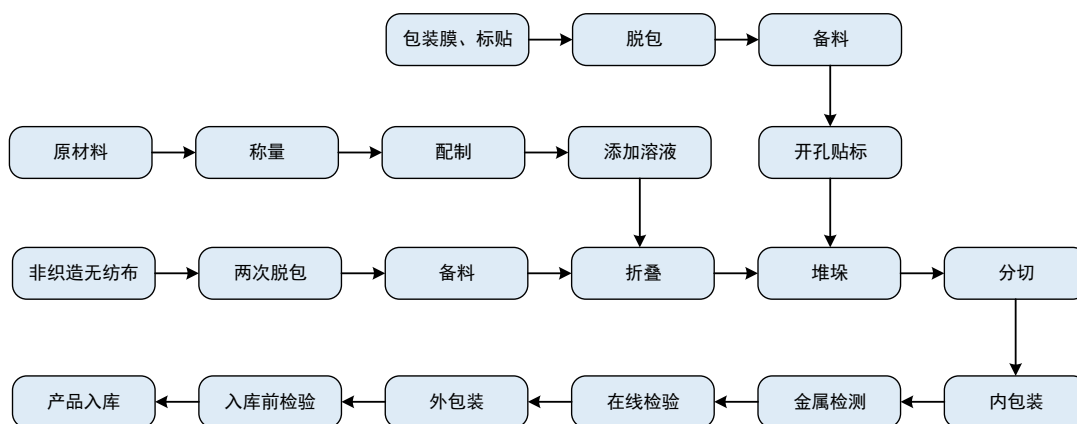 包装膜、标贴
脱包
备料
原材料
称量
配制
添加溶液
开孔贴标
非织造无纺布
两次脱包
备料
折叠
堆垛
分切
产品入库
入库前检验
外包装
在线检验
金属检测
内包装